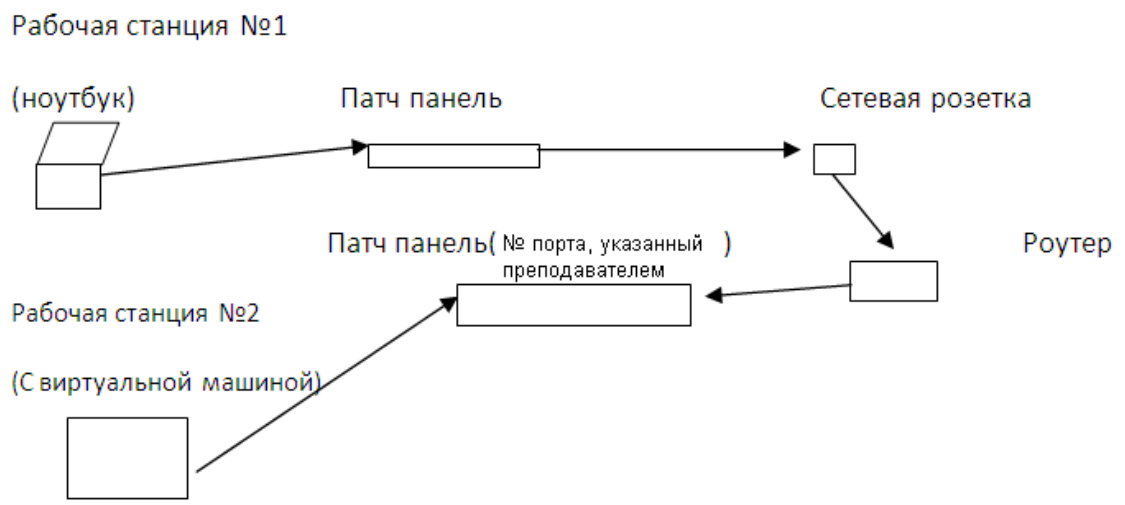 Рабочая станция №1
(ноутбук) Патч панель Сетевая розетка
Патч панель( № порта, указанный преподавателем ) Роутер
Рабочая станция №2
(С виртуальной машиной)